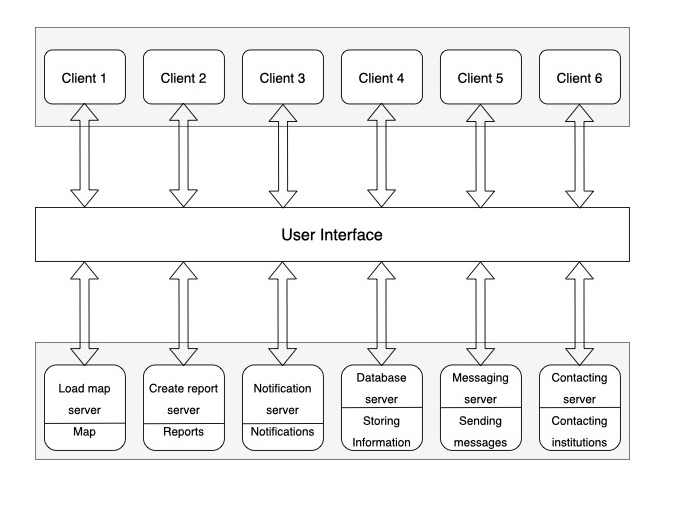 Client 1
Client 2
Client 3
Client 4
Client 5
Client 6
User Interface
Load map
server
Map
Create report
server
Reports
Notification
server
Notifications
Database
server
Storing
Information
Messaging
server
Sending
messages
Contacting
server
Contacting
institutions